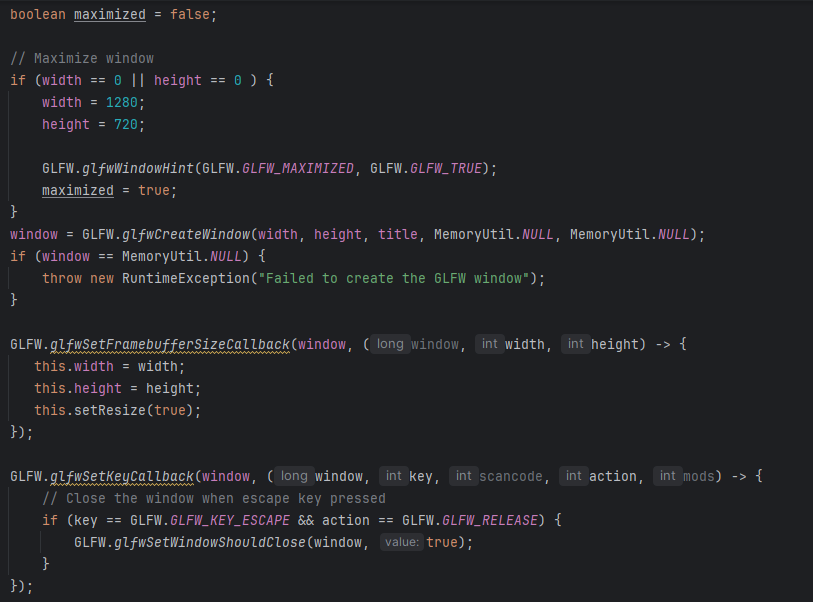 boolean maximized = false;
// Maximize window
if (width == 0 || height == 0 ) {
width = 1280;
height = 720;
GLFW.glfwWindowHint(GLFW.GLFW_MAXIMIZED, GLFW.GLFW_TRUE);
maximized = true;
}
window = GLFW.glfwCreateWindow(width, height, title, MemoryUtil.NULL, MemoryUtil.NULL);
if (window == MemoryUtil.NULL) {
throw new RuntimeException("Failed to create the GLFW window");
}
GLFW.glfwSetFramebufferSizeCallback(window, ( long window, int width, int height) -> {
this.width = width;
this.height = height;
this.setResize(true);
});
GLFW.glfwSetKeyCallback(window, ( long window, int key, int scancode, int action, int mods) -> {
// Close the window when escape key pressed
if (key == GLFW.GLFW_KEY_ESCAPE && action == GLFW.GLFW_RELEASE) {
GLFW.glfwSetWindowShouldClose(window, value: true);
}
});